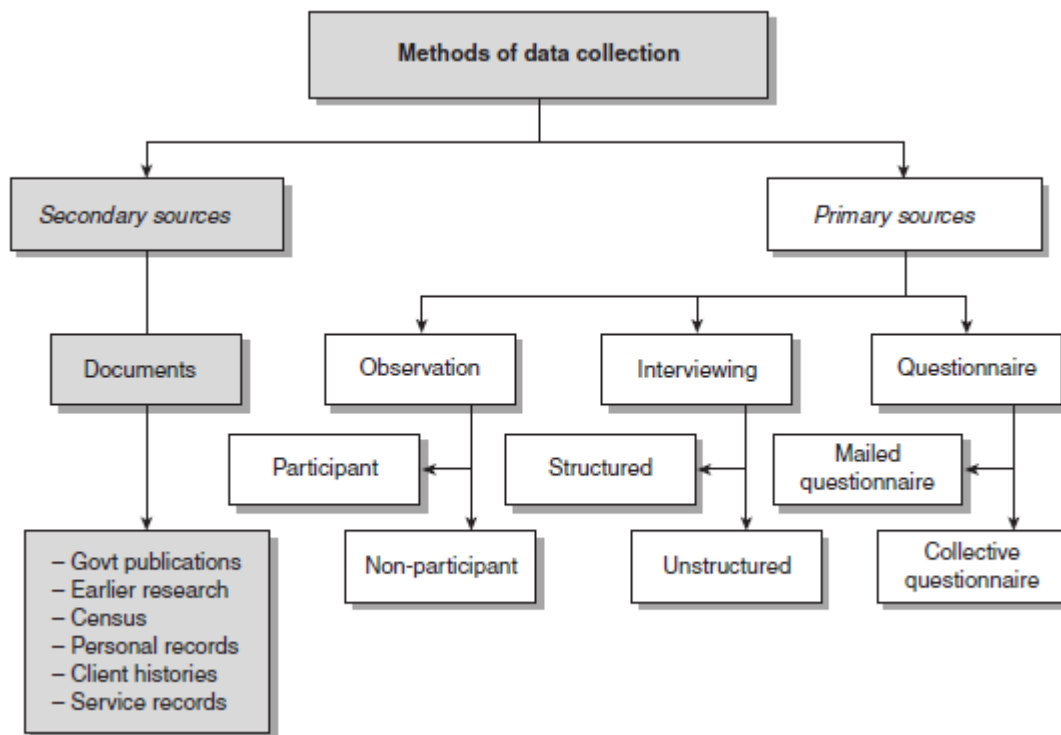 Methods of data collection
Secondary sources
Primary sources
Documents
Observation
Interviewing
Questionnaire
Participant
Structured
Mailed
questionnaire
– Govt publications
– Earlier research
– Census
– Personal records
– Client histories
– Service records
Non-participant
Unstructured
Collective
questionnaire